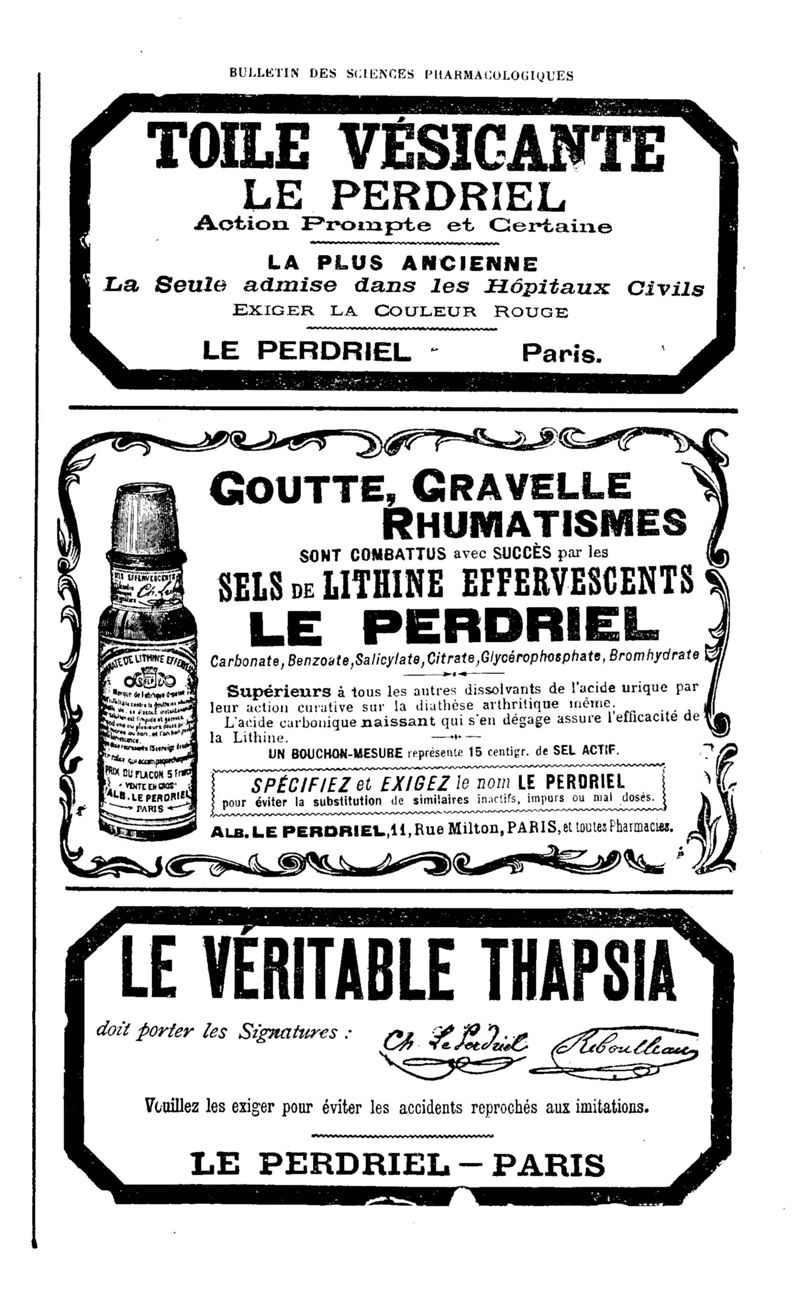 BULLETIN DES SCIENCES PHARMACOLOGIQUES
TOILE VÉSICANTE
LE PERDRIEL
Action Prompte et Certaine
LA PLUS ANCIENNE
La Seule admise dans les Hôpitaux Civils
EXIGER LA COULEUR ROUGE
LE PERDRIEL - Paris.
GOUTTE, GRAVELLE
RHUMATISMES
SONT COMBATTUS avec SUCCÈS par les
SELS DE LITHINE EFFERVESCENTS
LE PERDRIEL
Carbonate, Benzoate, Salicylate, Citrate, Glycérophosphate, Bromhydrate
Supérieurs à tous les autres dissolvants de l'acide urique par
leur action curative sur la diathèse arthritique même.
L'acide carbonique naissant qui s'en dégage assure l'efficacité de
la Lithine.
UN BOUCHON-MESURE représente 15 centigr. de SEL ACTIF.
SPÉCIFIEZ et EXIGEZ le nom LE PERDRIEL
pour éviter la substitution de similaires inactifs, impurs ou mal dosés.
ALB. LE PERDRIEL, 11, Rue Milton, PARIS, et toutes Pharmacies.
SELS EFFERVESCENTS
DE LITHINE
PRIX DU FLACON 5 Francs
VENTE EN GROS
ALB. LE PERDRIEL
PARIS
LE VÉRITABLE THAPSIA
doit porter les Signatures :
Ch Le Perdriel
Reboulleau
Veuillez les exiger pour éviter les accidents reprochés aux imitations.
LE PERDRIEL – PARIS